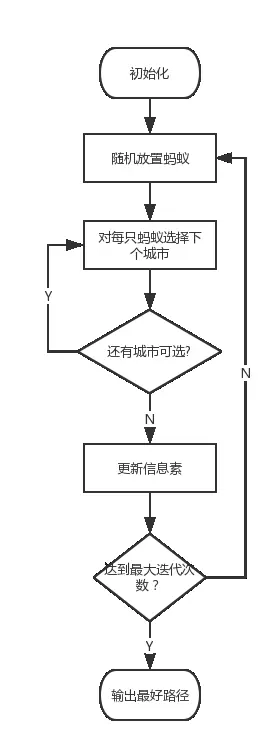 初始化
随机放置蚂蚁
对每只蚂蚁选择下
个城市
Y
还有城市可选?
N
N
更新信息素
达到最大迭代次
数？
Y
输出最好路径